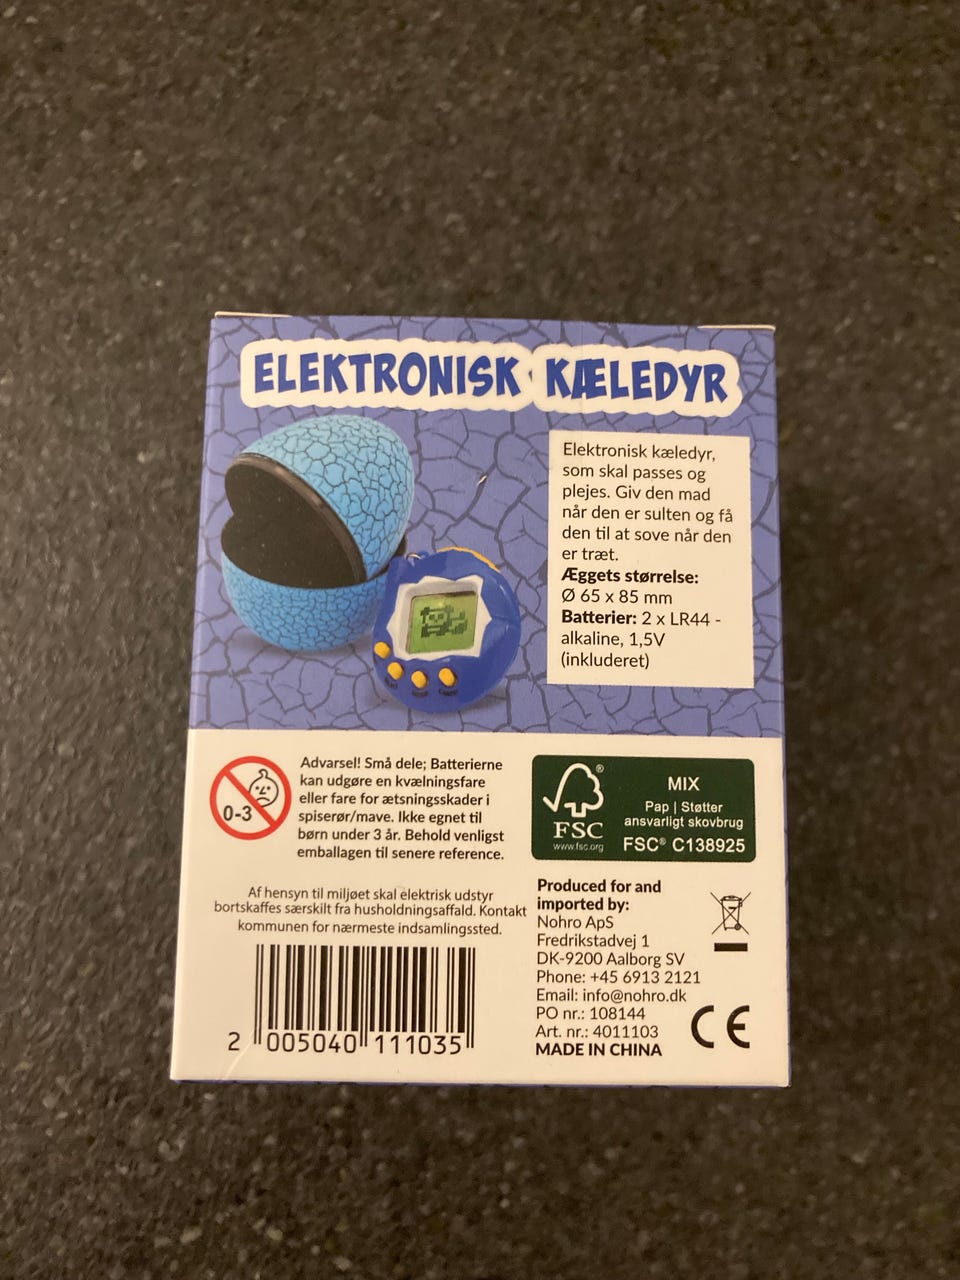 ELEKTRONISK KÆLEDYR
Elektronisk kæledyr,
som skal passes og
plejes. Giv den mad
når den er sulten og få
den til at sove når den
er træt.
Æggets størrelse:
Ø 65 x 85 mm
Batterier: 2 x LR44 -
alkaline, 1,5V
(inkluderet)
0-3
Advarsel! Små dele; Batterierne
kan udgøre en kvælningsfare
eller fare for ætsningsskader i
spiserør/mave. Ikke egnet til
børn under 3 år. Behold venligst
emballagen til senere reference.
FSC
www.fsc.org
MIX
Pap | Støtter
ansvarligt skovbrug
FSC® C138925
Af hensyn til miljøet skal elektrisk udstyr
bortskaffes særskilt fra husholdningsaffald. Kontakt
kommunen for nærmeste indsamlingssted.
2 005040 111035
Produced for and
imported by:
Nohro ApS
Fredrikstadvej 1
DK-9200 Aalborg SV
Phone: +45 6913 2121
Email: info@nohro.dk
PO nr.: 108144
Art. nr.: 4011103
MADE IN CHINA
CE